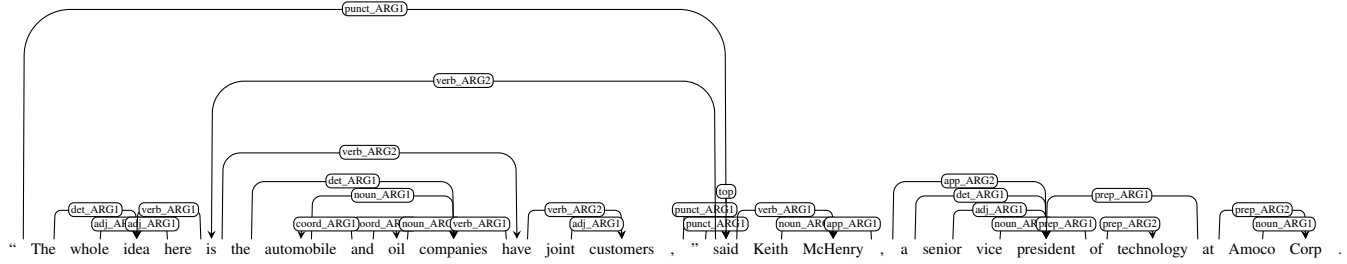 punct_ARG1
verb_ARG2
verb_ARG2
det_ARG1 app_ARG2
top
noun_ARG1 det_ARG1 prep_ARG1
det_ARG1 verb_ARG1 verb_ARG2 punct_ARG1 verb_ARG1 adj_ARG1 prep_ARG2
adj_ARG1 coord_ARG1 noun_ARG1 verb_ARG1 adj_ARG1 punct_ARG1 app_ARG1 prep_ARG1 prep_ARG2 noun_ARG1
“ The whole idea here is the automobile and oil companies have joint customers , ” said Keith McHenry , a senior vice president of technology at Amoco Corp .